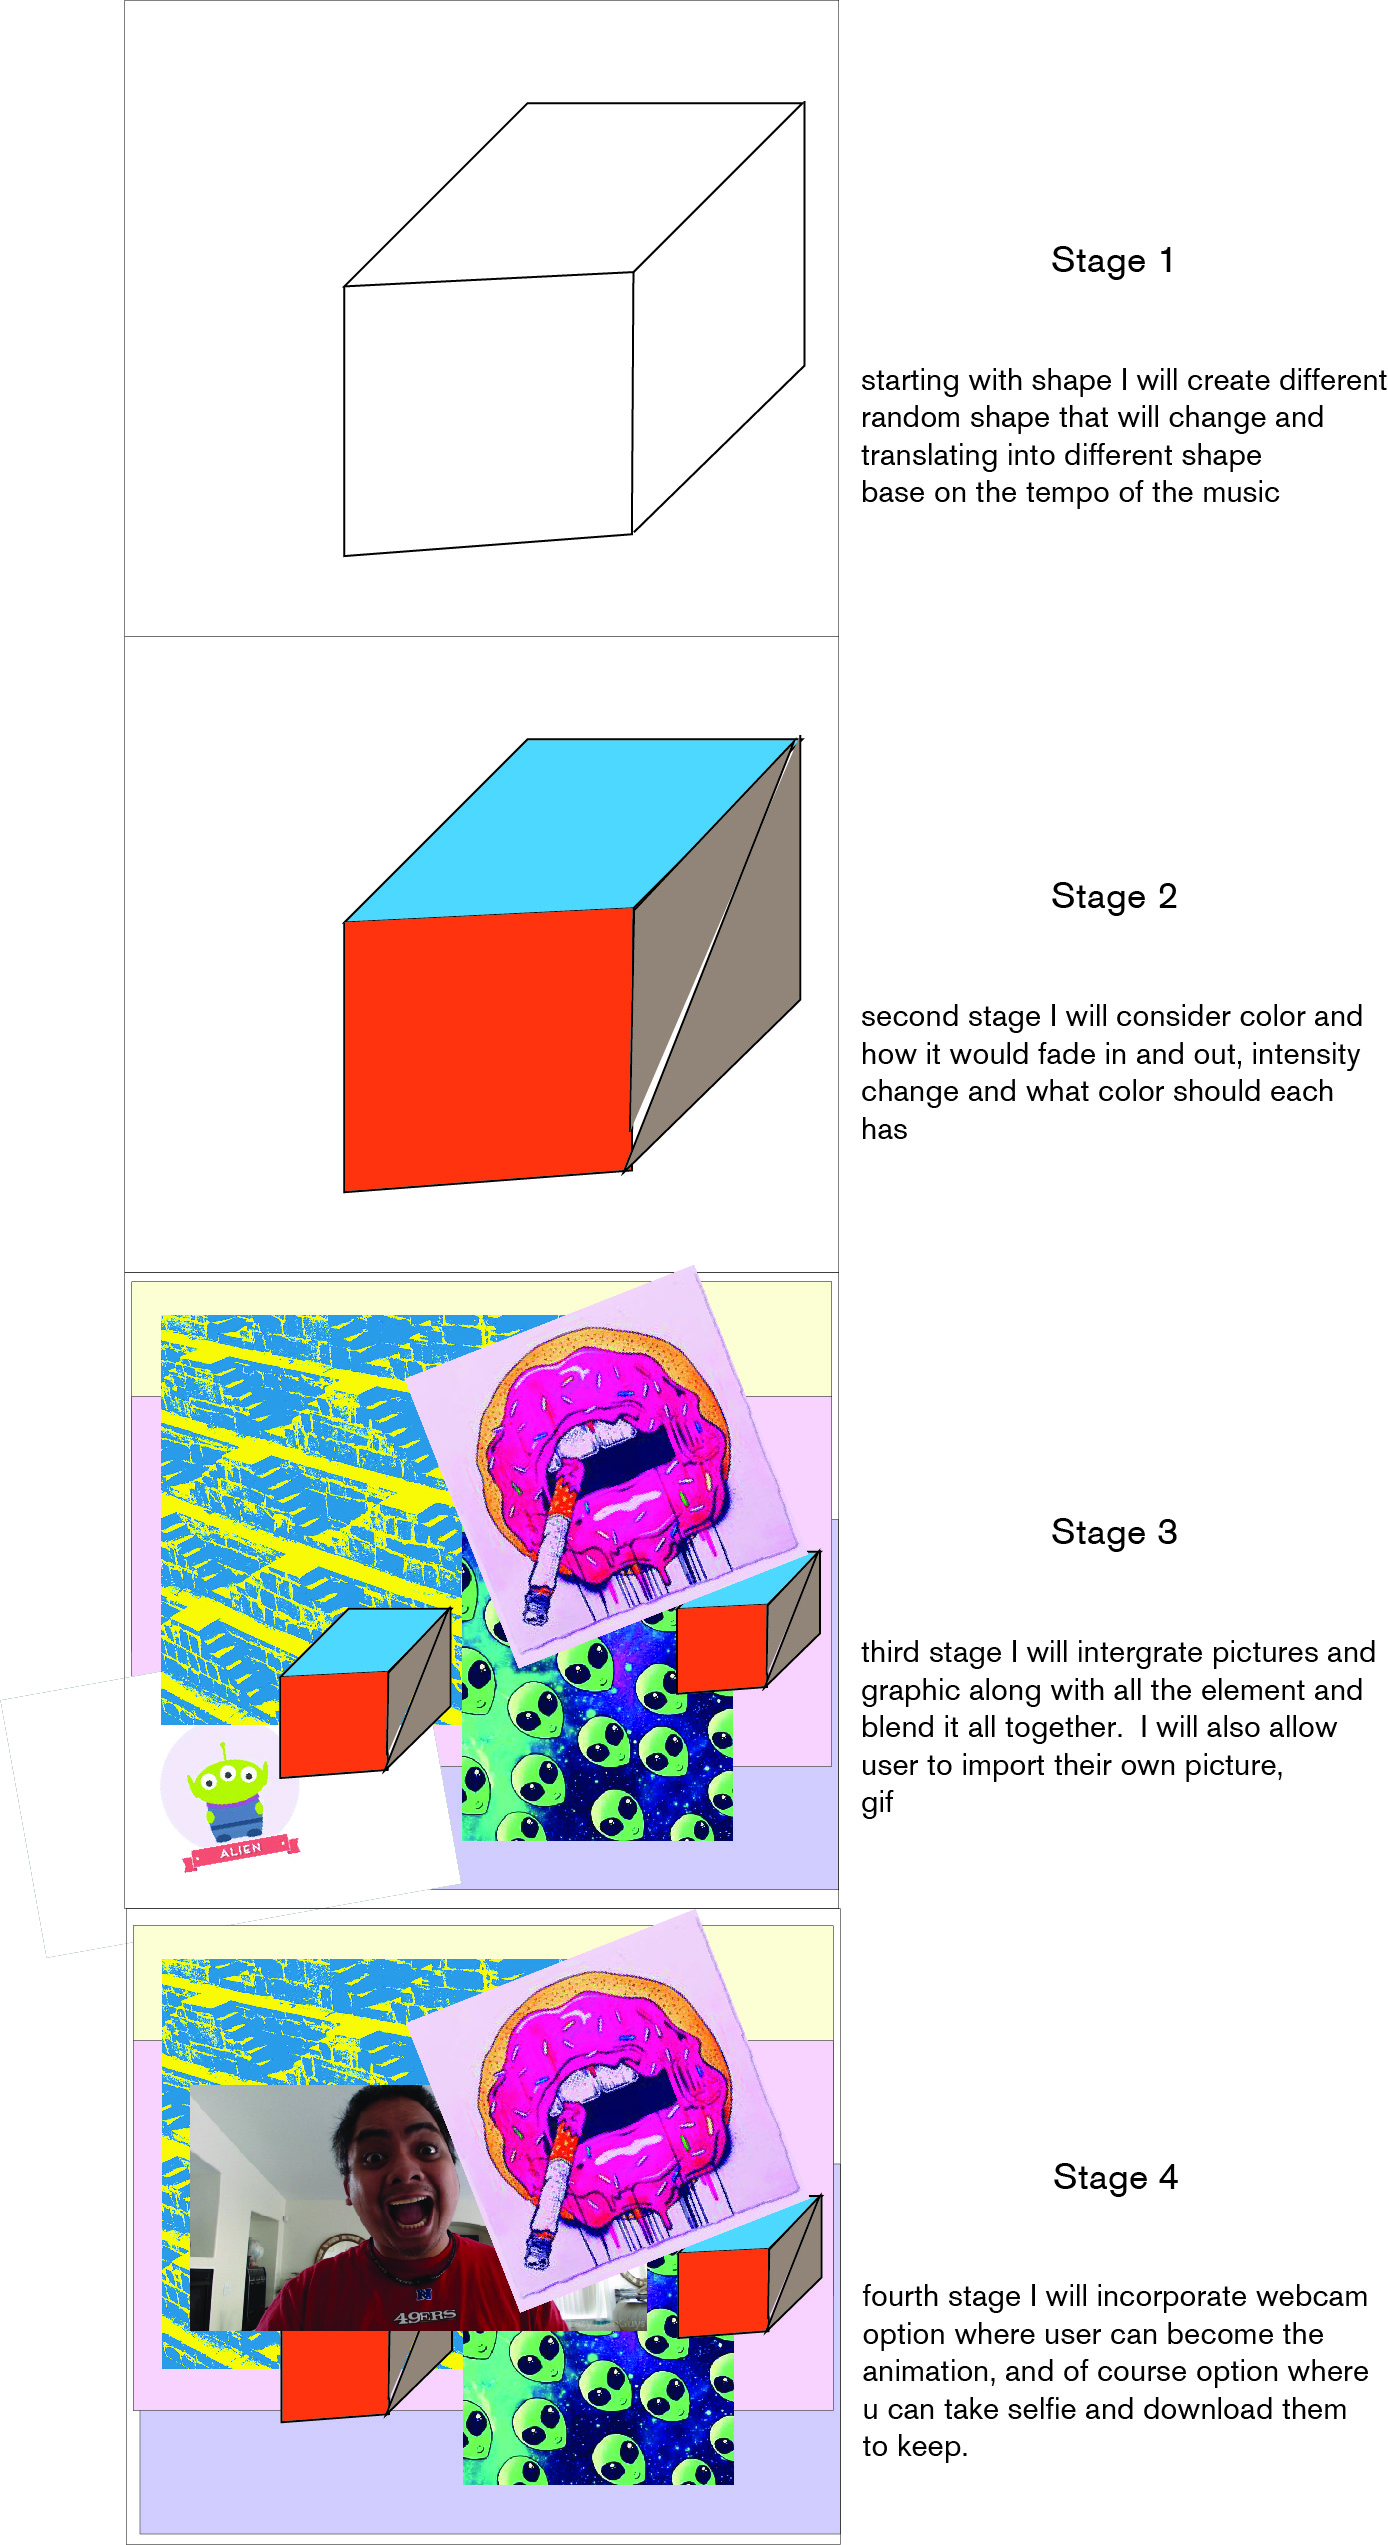 Stage 1
starting with shape I will create different
random shape that will change and
translating into different shape
base on the tempo of the music
Stage 2
second stage I will consider color and
how it would fade in and out, intensity
change and what color should each
has
Stage 3
third stage I will intergrate pictures and
graphic along with all the element and
blend it all together.  I will also allow
user to import their own picture,
gif
ALIEN
Stage 4
fourth stage I will incorporate webcam
option where user can become the
animation, and of course option where
u can take selfie and download them
to keep.
N
49ERS